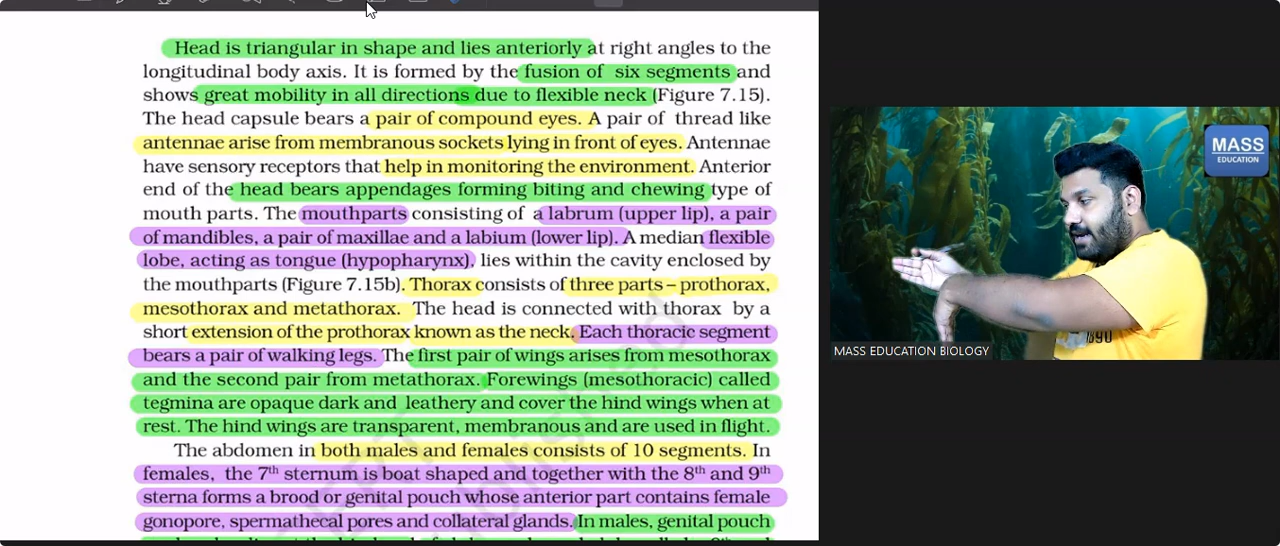 Head is triangular in shape and lies anteriorly at right angles to the
longitudinal body axis. It is formed by the fusion of six segments and
shows great mobility in all directions due to flexible neck (Figure 7.15).
The head capsule bears a pair of compound eyes. A pair of thread like
antennae arise from membranous sockets lying in front of eyes. Antennae
have sensory receptors that help in monitoring the environment. Anterior
end of the head bears appendages forming biting and chewing type of
mouth parts. The mouthparts consisting of a labrum (upper lip), a pair
of mandibles, a pair of maxillae and a labium (lower lip). A median flexible
lobe, acting as tongue (hypopharynx), lies within the cavity enclosed by
the mouthparts (Figure 7.15b). Thorax consists of three parts – prothorax,
mesothorax and metathorax. The head is connected with thorax by a
short extension of the prothorax known as the neck. Each thoracic segment
bears a pair of walking legs. The first pair of wings arises from mesothorax
and the second pair from metathorax. Forewings (mesothoracic) called
tegmina are opaque dark and leathery and cover the hind wings when at
rest. The hind wings are transparent, membranous and are used in flight.
The abdomen in both males and females consists of 10 segments. In
females, the 7th sternum is boat shaped and together with the 8th and 9th
sterna forms a brood or genital pouch whose anterior part contains female
gonopore, spermathecal pores and collateral glands. In males, genital pouch
MASS
EDUCATION
MASS EDUCATION BIOLOGY